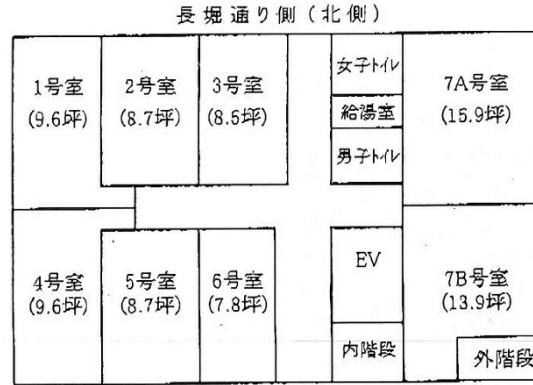 長堀通り側(北側)
1号室
(9.6坪)
2号室
(8.7坪)
3号室
(8.5坪)
女子トイレ
給湯室
男子トイレ
7A号室
(15.9坪)
4号室
(9.6坪)
5号室
(8.7坪)
6号室
(7.8坪)
EV
内階段
7B号室
(13.9坪)
外階段